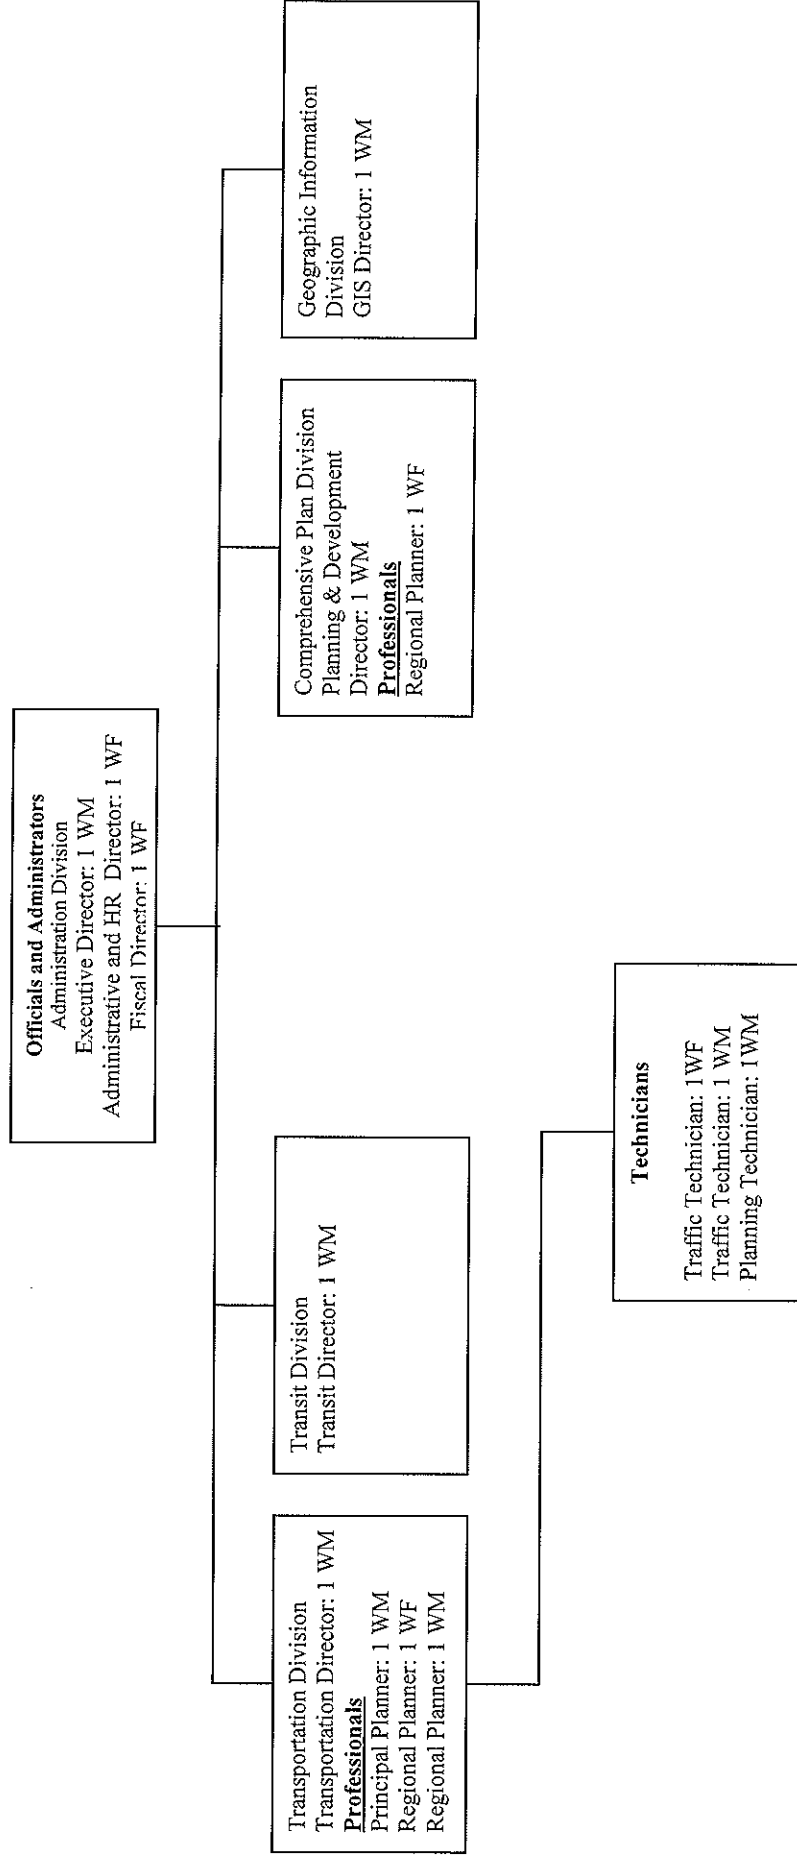 Officials and Administrators
Administration Division
Executive Director: 1 WM
Administrative and HR Director: 1 WF
Fiscal Director: 1 WF
Transportation Division
Transportation Director: 1 WM
Professionals
Principal Planner: 1 WM
Regional Planner: 1 WF
Regional Planner: 1 WM
Transit Division
Transit Director: 1 WM
Comprehensive Plan Division
Planning & Development
Director: 1 WM
Professionals
Regional Planner: 1 WF
Geographic Information
Division
GIS Director: 1 WM
Technicians
Traffic Technician: 1WF
Traffic Technician: 1 WM
Planning Technician: 1WM